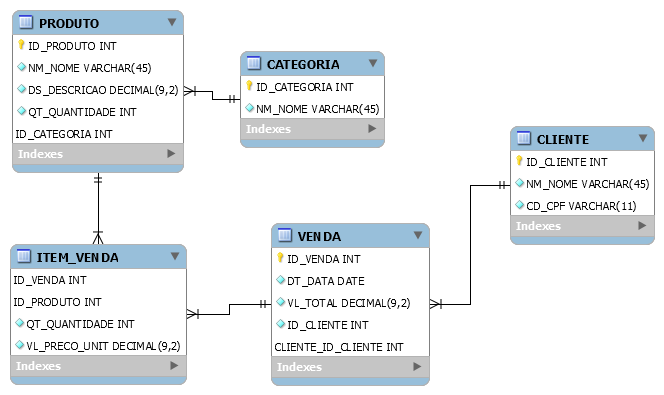 PRODUTO
ID_PRODUTO INT
NM_NOME VARCHAR(45)
DS_DESCRICAO DECIMAL(9,2)
QT_QUANTIDADE INT
ID_CATEGORIA INT
Indexes
CATEGORIA
ID_CATEGORIA INT
NM_NOME VARCHAR(45)
Indexes
CLIENTE
ID_CLIENTE INT
NM_NOME VARCHAR(45)
CD_CPF VARCHAR(11)
Indexes
ITEM_VENDA
ID_VENDA INT
ID_PRODUTO INT
QT_QUANTIDADE INT
VL_PRECO_UNIT DECIMAL(9,2)
Indexes
VENDA
ID_VENDA INT
DT_DATA DATE
VL_TOTAL DECIMAL(9,2)
ID_CLIENTE INT
CLIENTE_ID_CLIENTE INT
Indexes